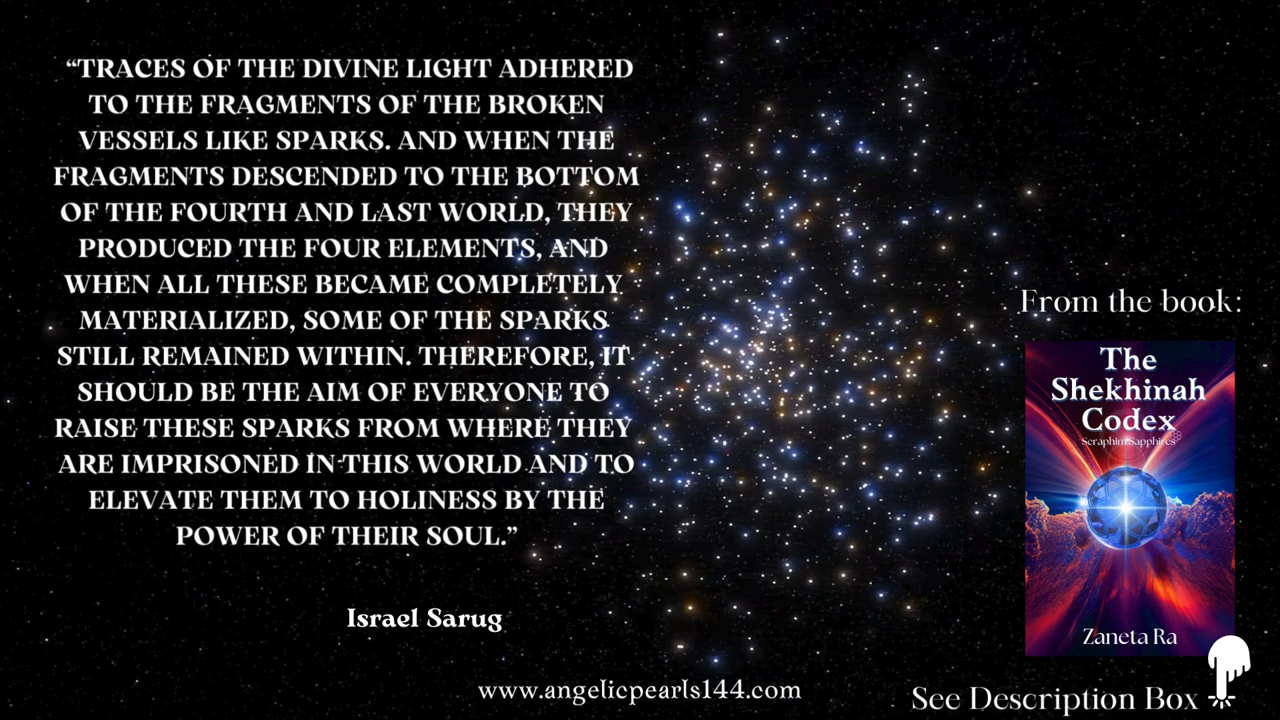 “TRACES OF THE DIVINE LIGHT ADHERED
TO THE FRAGMENTS OF THE BROKEN
VESSELS LIKE SPARKS. AND WHEN THE
FRAGMENTS DESCENDED TO THE BOTTOM
OF THE FOURTH AND LAST WORLD, THEY
PRODUCED THE FOUR ELEMENTS, AND
WHEN ALL THESE BECAME COMPLETELY
MATERIALIZED, SOME OF THE SPARKS
STILL REMAINED WITHIN. THEREFORE, IT
SHOULD BE THE AIM OF EVERYONE TO
RAISE THESE SPARKS FROM WHERE THEY
ARE IMPRISONED IN THIS WORLD AND TO
ELEVATE THEM TO HOLINESS BY THE
POWER OF THEIR SOUL.”
Israel Sarug
www.angelicpearls144.com
From the book:
The
Shekhinah
Codex
Seraphim Sapphires
Zaneta Ra
See Description Box